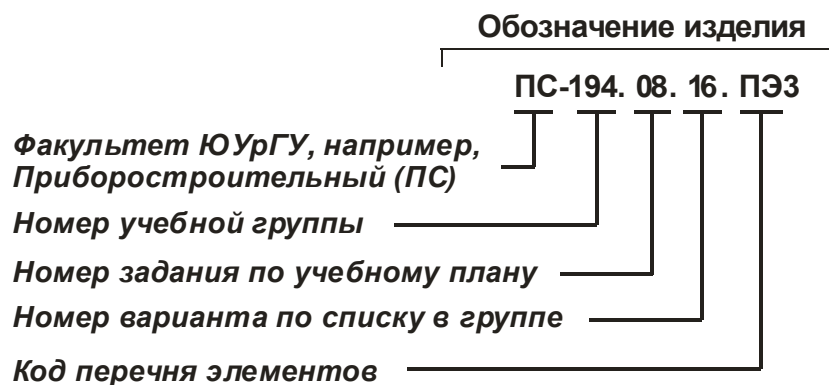 Обозначение изделия
ПС-194. 08. 16. ПЭ3
Факультет ЮУрГУ, например,
Приборостроительный (ПС)
Номер учебной группы
Номер задания по учебному плану
Номер варианта по списку в группе
Код перечня элементов